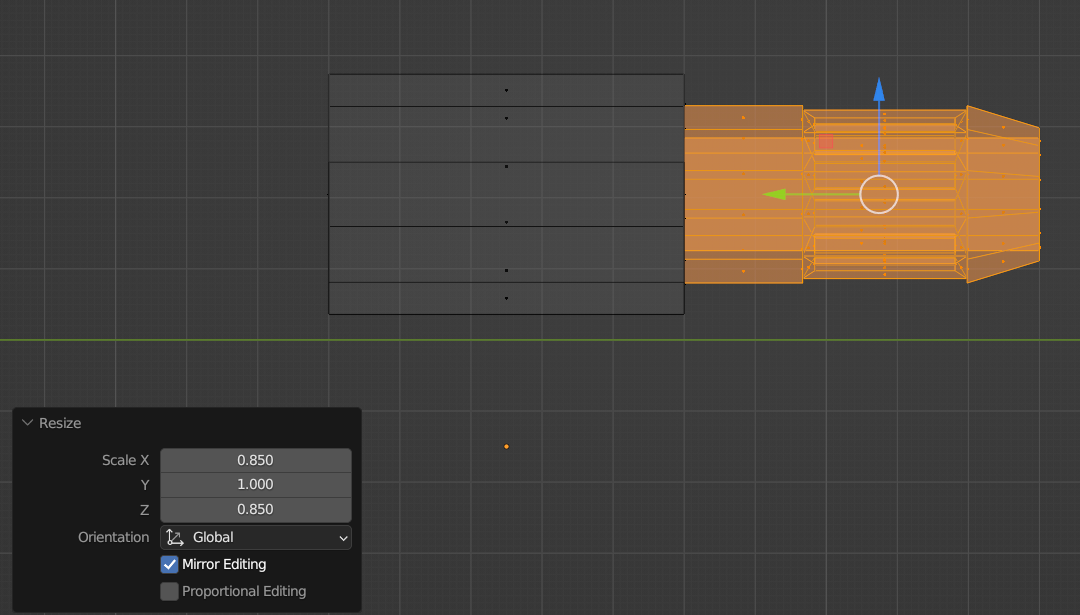 Resize
Scale X 0.850
Y 1.000
Z 0.850
Orientation Global
Mirror Editing
Proportional Editing